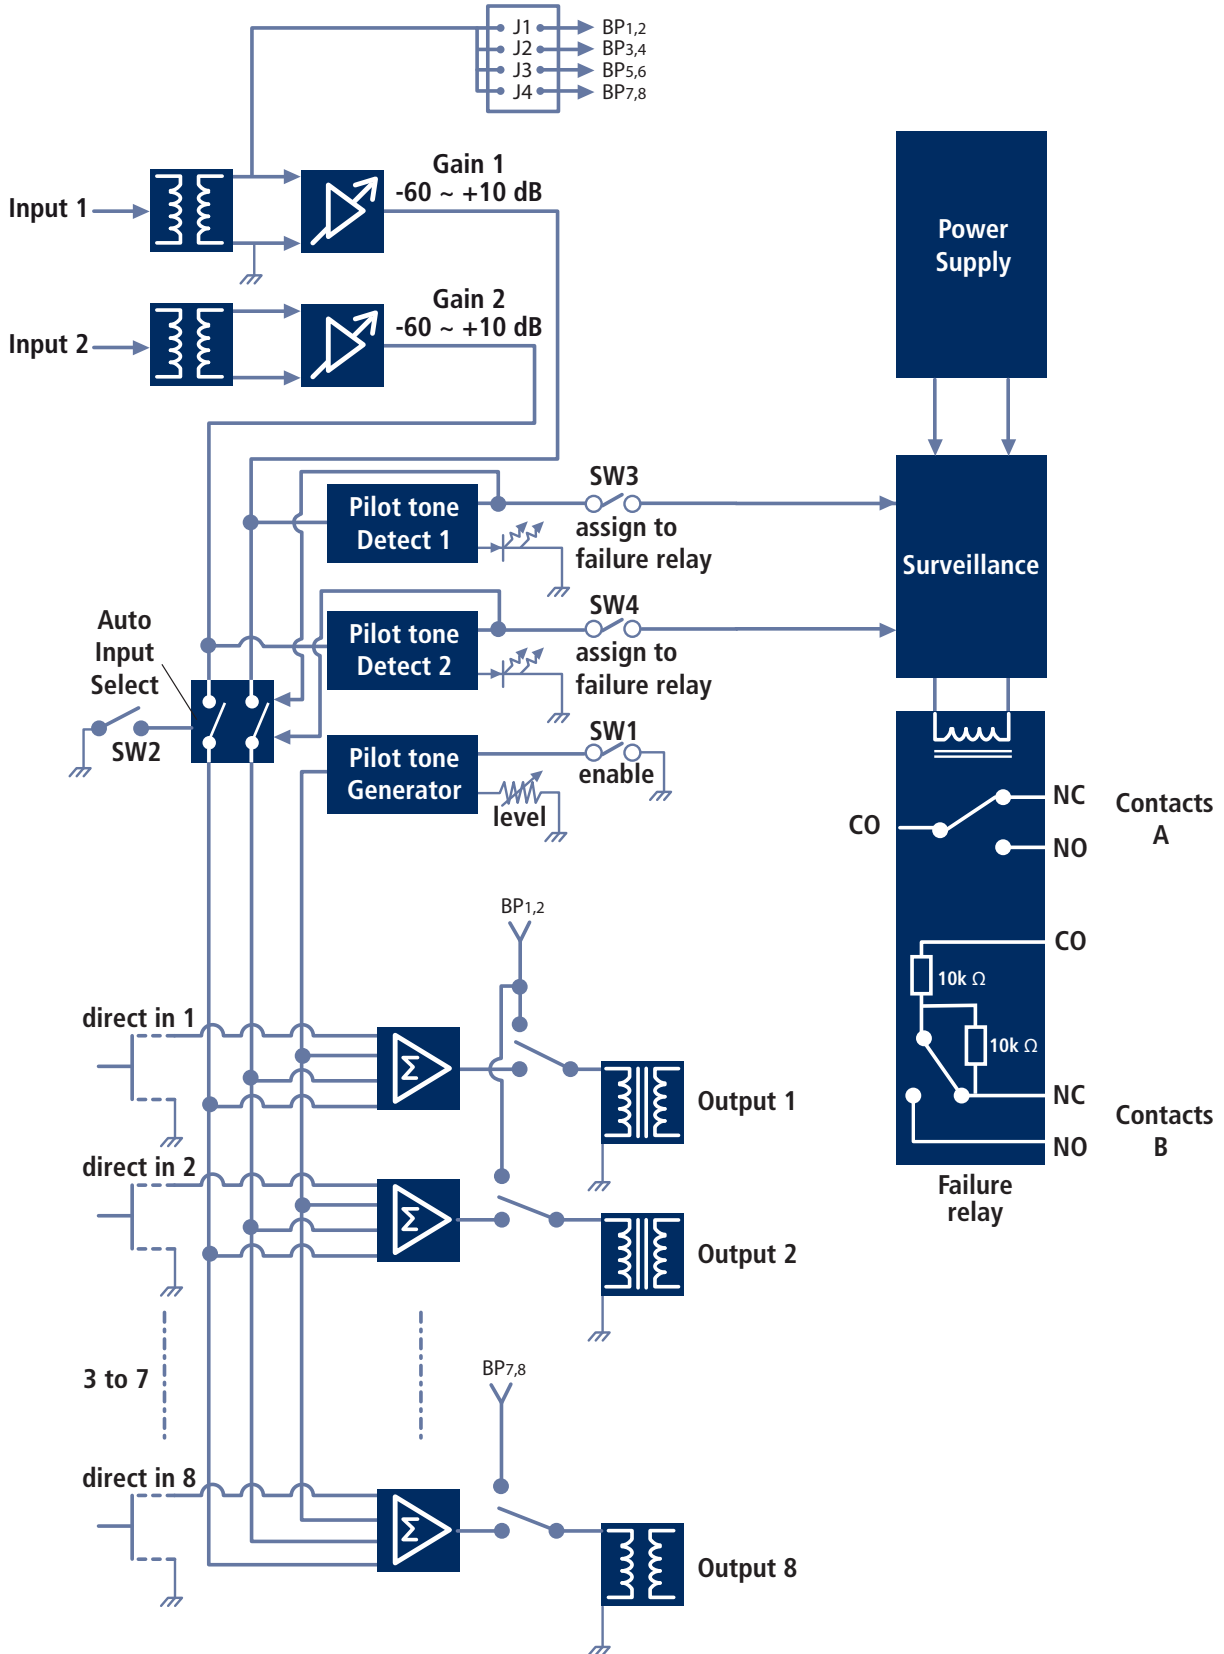 J1 BP1,2
J2 BP3,4
J3 BP5,6
J4 BP7,8
Gain 1
-60 ~ +10 dB
Input 1
Gain 2
-60 ~ +10 dB
Input 2
Power
Supply
SW3
Pilot tone
Detect 1
assign to
failure relay
Surveillance
SW4
Auto
Input
Select
Pilot tone
Detect 2
assign to
failure relay
SW2
SW1
Pilot tone
Generator
enable
level
CO
NC
NO
Contacts
A
BP1,2
CO
10k Ω
10k Ω
direct in 1
Σ
Output 1
NC
NO
Contacts
B
direct in 2
Σ
Output 2
Failure
relay
3 to 7
BP7,8
direct in 8
Σ
Output 8